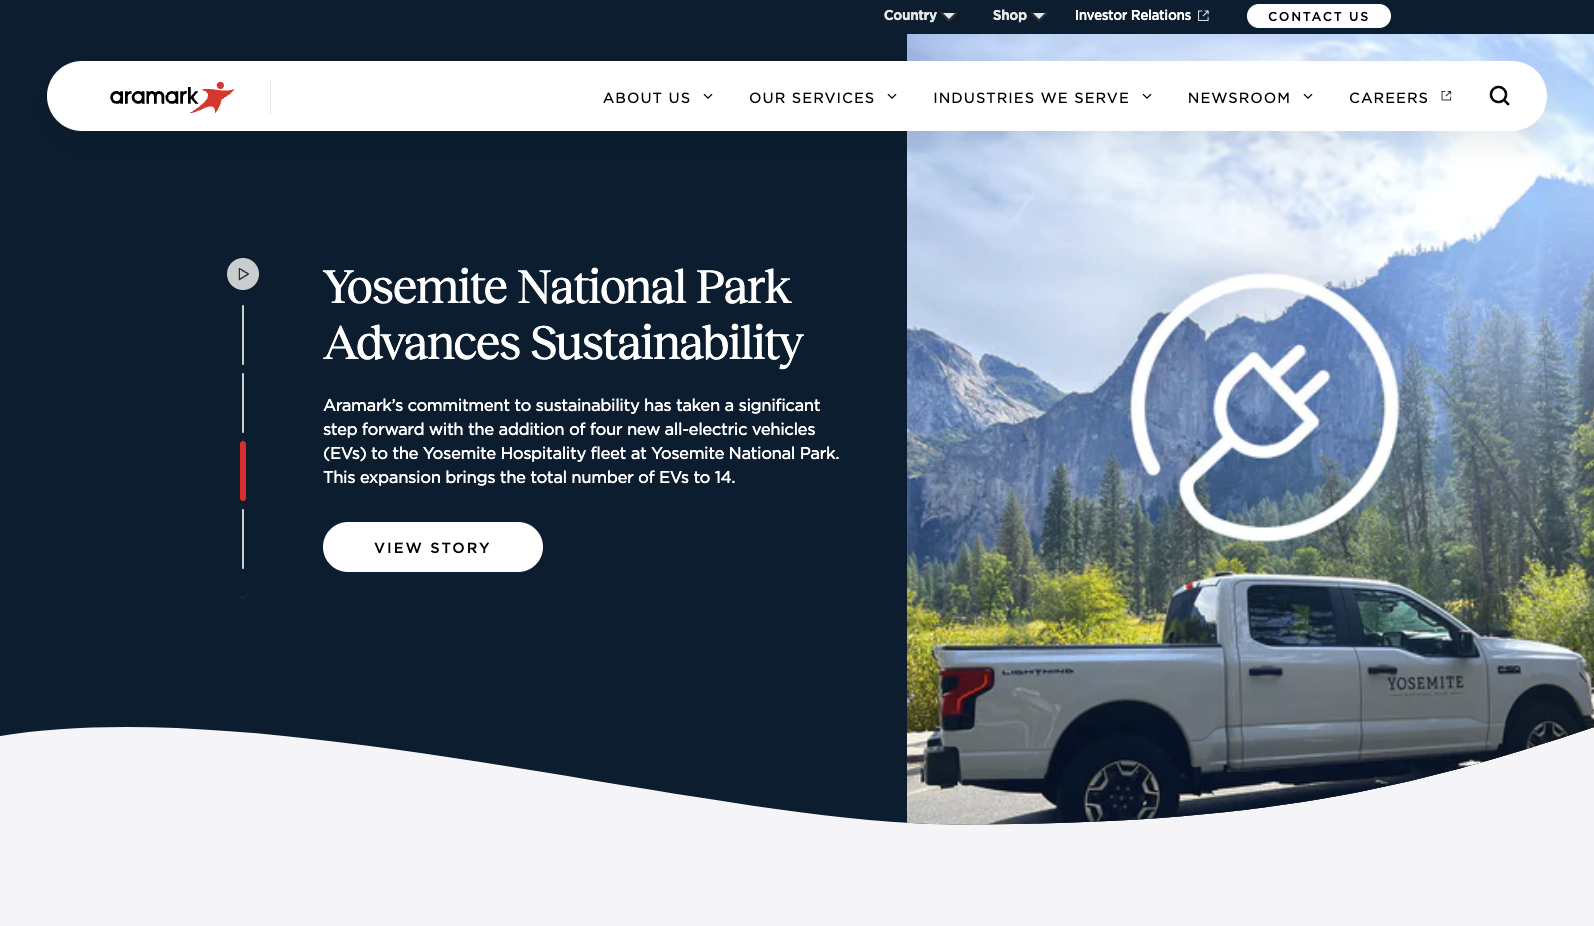 Country
Shop
Investor Relations
CONTACT US
aramark
ABOUT US
OUR SERVICES
INDUSTRIES WE SERVE
NEWSROOM
CAREERS
Yosemite National Park
Advances Sustainability
Aramark’s commitment to sustainability has taken a significant
step forward with the addition of four new all-electric vehicles
(EVs) to the Yosemite Hospitality fleet at Yosemite National Park.
This expansion brings the total number of EVs to 14.
VIEW STORY
LIGHTNING
YOSEMITE
NATIONAL PARK